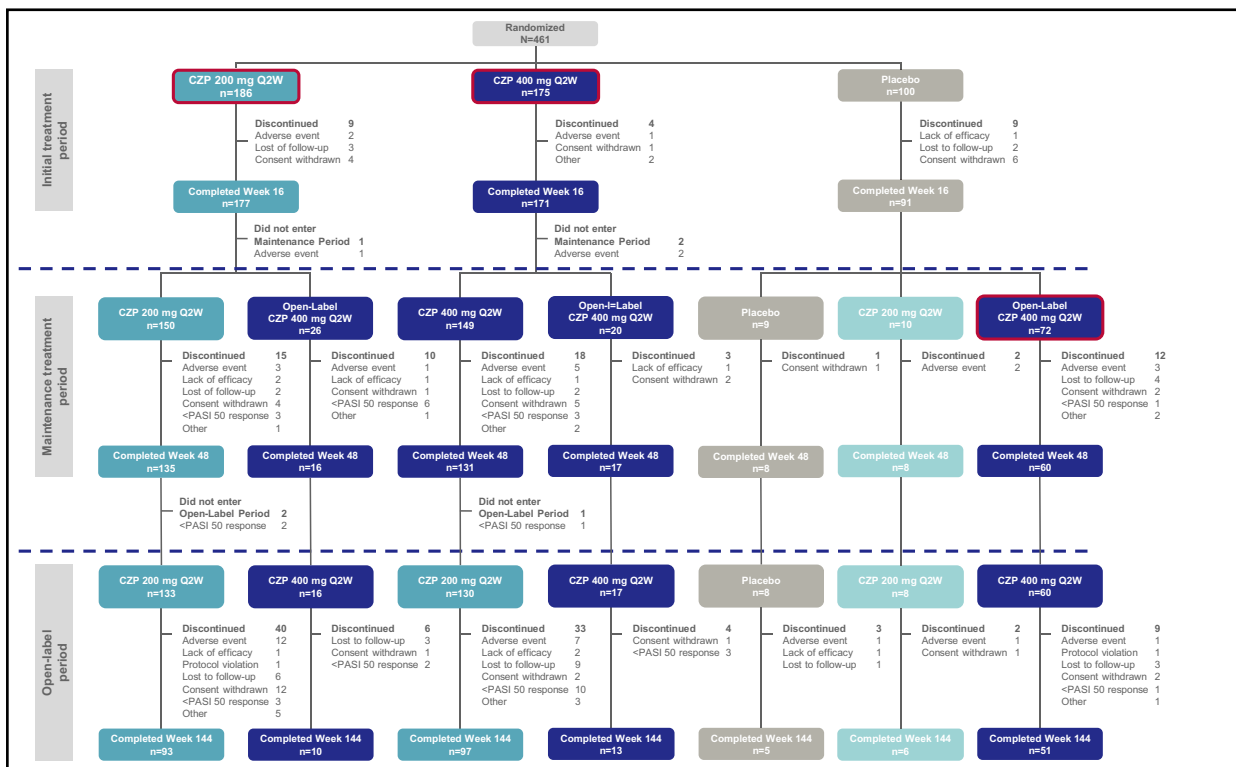 Randomized
N=461
Initial treatment
period
CZP 200 mg Q2W
n=186
CZP 400 mg Q2W
n=175
Placebo
n=100
Discontinued 9
Adverse event 2
Lost of follow-up 3
Consent withdrawn 4
Discontinued 4
Adverse event 1
Consent withdrawn 1
Other 2
Discontinued 9
Lack of efficacy 1
Lost to follow-up 2
Consent withdrawn 6
Completed Week 16
n=177
Completed Week 16
n=171
Completed Week 16
n=91
Did not enter
Maintenance Period 1
Adverse event 1
Did not enter
Maintenance Period 2
Adverse event 2
Maintenance treatment
period
CZP 200 mg Q2W
n=150
Open-Label
CZP 400 mg Q2W
n=26
CZP 400 mg Q2W
n=149
Open-l=Label
CZP 400 mg Q2W
n=20
Placebo
n=9
CZP 200 mg Q2W
n=10
Open-Label
CZP 400 mg Q2W
n=72
Discontinued 15
Adverse event 3
Lack of efficacy 2
Lost of follow-up 2
Consent withdrawn 4
<PASI 50 response 3
Other 1
Discontinued 10
Adverse event 1
Lack of efficacy 1
Consent withdrawn 1
<PASI 50 response 6
Other 1
Discontinued 18
Adverse event 5
Lack of efficacy 1
Lost to follow-up 2
Consent withdrawn 5
<PASI 50 response 3
Other 2
Discontinued 3
Lack of efficacy 1
Consent withdrawn 2
Discontinued 1
Consent withdrawn 1
Discontinued 2
Adverse event 2
Discontinued 12
Adverse event 3
Lost to follow-up 4
Consent withdrawn 2
<PASI 50 response 1
Other 2
Completed Week 48
n=135
Completed Week 48
n=16
Completed Week 48
n=131
Completed Week 48
n=17
Completed Week 48
n=8
Completed Week 48
n=8
Completed Week 48
n=60
Did not enter
Open-Label Period 2
<PASI 50 response 2
Did not enter
Open-Label Period 1
<PASI 50 response 1
Open-label
period
CZP 200 mg Q2W
n=133
CZP 400 mg Q2W
n=16
CZP 200 mg Q2W
n=130
CZP 400 mg Q2W
n=17
Placebo
n=8
CZP 200 mg Q2W
n=8
CZP 400 mg Q2W
n=60
Discontinued 40
Adverse event 12
Lack of efficacy 1
Protocol violation 1
Lost to follow-up 6
Consent withdrawn 12
<PASI 50 response 3
Other 5
Discontinued 6
Lost to follow-up 3
Consent withdrawn 1
<PASI 50 response 2
Discontinued 33
Adverse event 7
Lack of efficacy 2
Lost to follow-up 9
Consent withdrawn 2
<PASI 50 response 10
Other 3
Discontinued 4
Consent withdrawn 1
<PASI 50 response 3
Discontinued 3
Adverse event 1
Lack of efficacy 1
Lost to follow-up 1
Discontinued 2
Adverse event 1
Consent withdrawn 1
Discontinued 9
Adverse event 1
Protocol violation 1
Lost to follow-up 3
Consent withdrawn 2
<PASI 50 response 1
Other 1
Completed Week 144
n=93
Completed Week 144
n=10
Completed Week 144
n=97
Completed Week 144
n=13
Completed Week 144
n=5
Completed Week 144
n=6
Completed Week 144
n=51